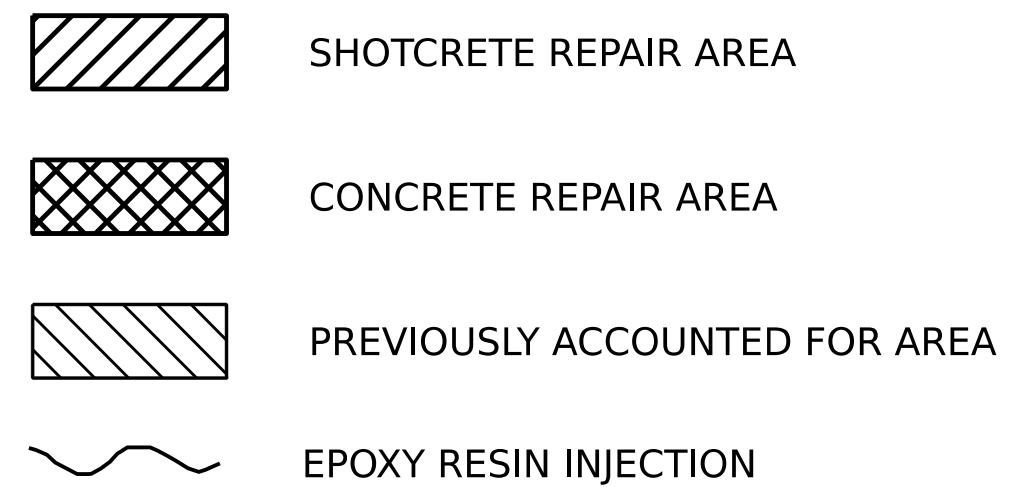 SHOTCRETE REPAIR AREA
CONCRETE REPAIR AREA
PREVIOUSLY ACCOUNTED FOR AREA
EPOXY RESIN INJECTION